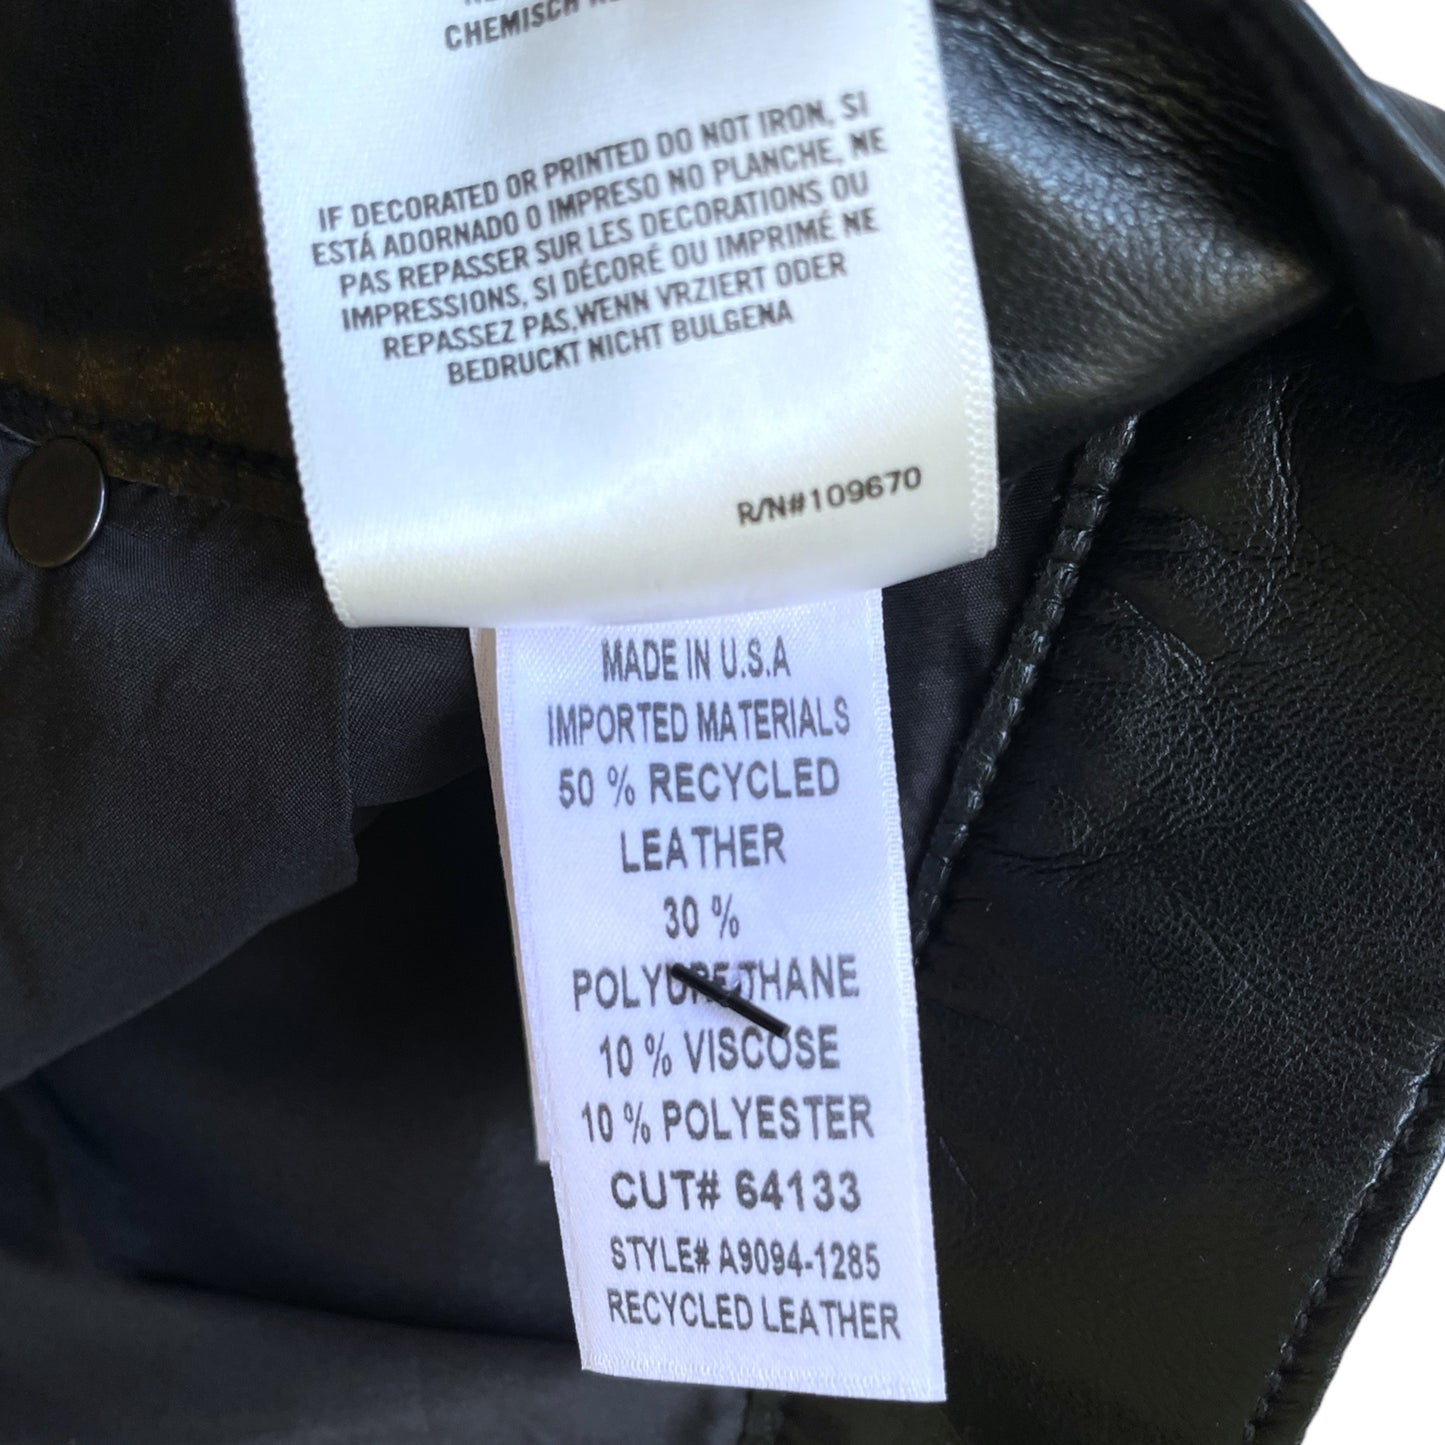 CHEMISCH
IF DECORATED OR PRINTED DO NOT IRON, SI
ESTÁ ADORNADO O IMPRESO NO PLANCHE, NE
PAS REPASSER SUR LES DECORATIONS OU
IMPRESSIONS, SI DÉCORÉ OU IMPRIMÉ NE
REPASSEZ PAS,WENN VRZIERT ODER
BEDRUCKT NICHT BULGENA
R/N#109670
MADE IN U.S.A
IMPORTED MATERIALS
50 % RECYCLED
LEATHER
30 %
POLYURETHANE
10 % VISCOSE
10 % POLYESTER
CUT# 64133
STYLE# A9094-1285
RECYCLED LEATHER